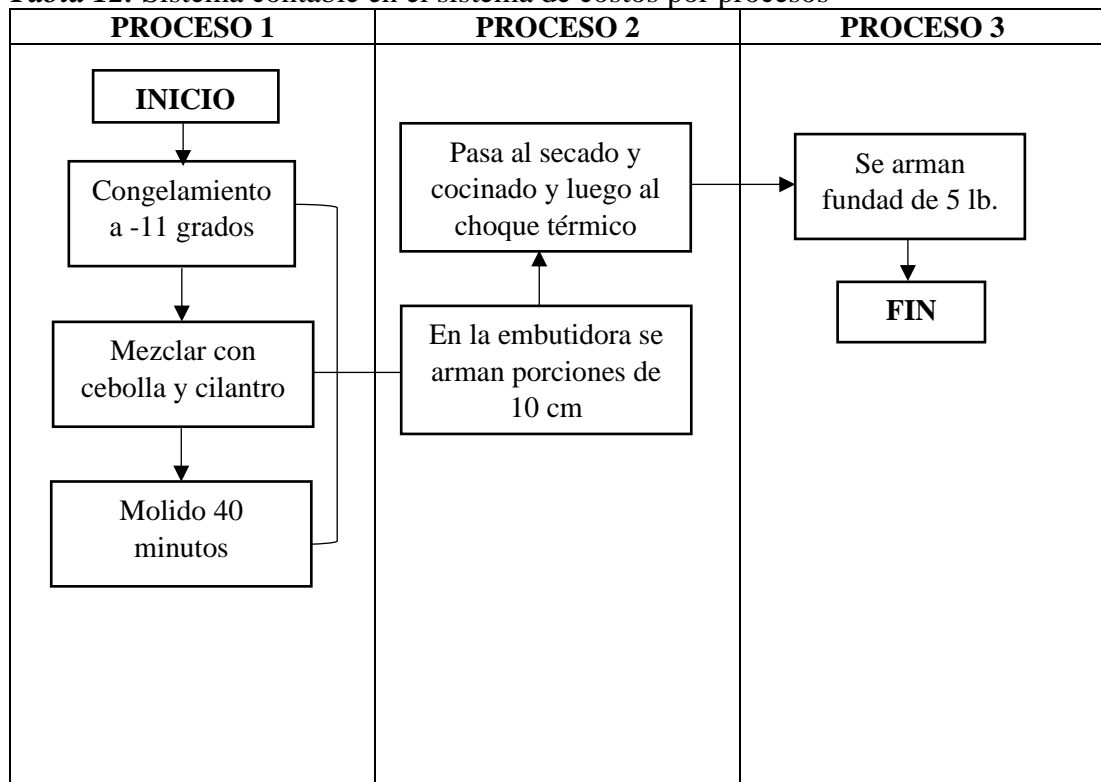 Tabla 12. Sistema contable en el sistema de costos por procesos
PROCESO 1
PROCESO 2
PROCESO 3
INICIO
Congelamiento
a -11 grados
Mezclar con
cebolla y cilantro
Molido 40
minutos
Pasa al secado y
cocinado y luego al
choque térmico
En la embutidora se
arman porciones de
10 cm
Se arman
fundad de 5 lb.
FIN